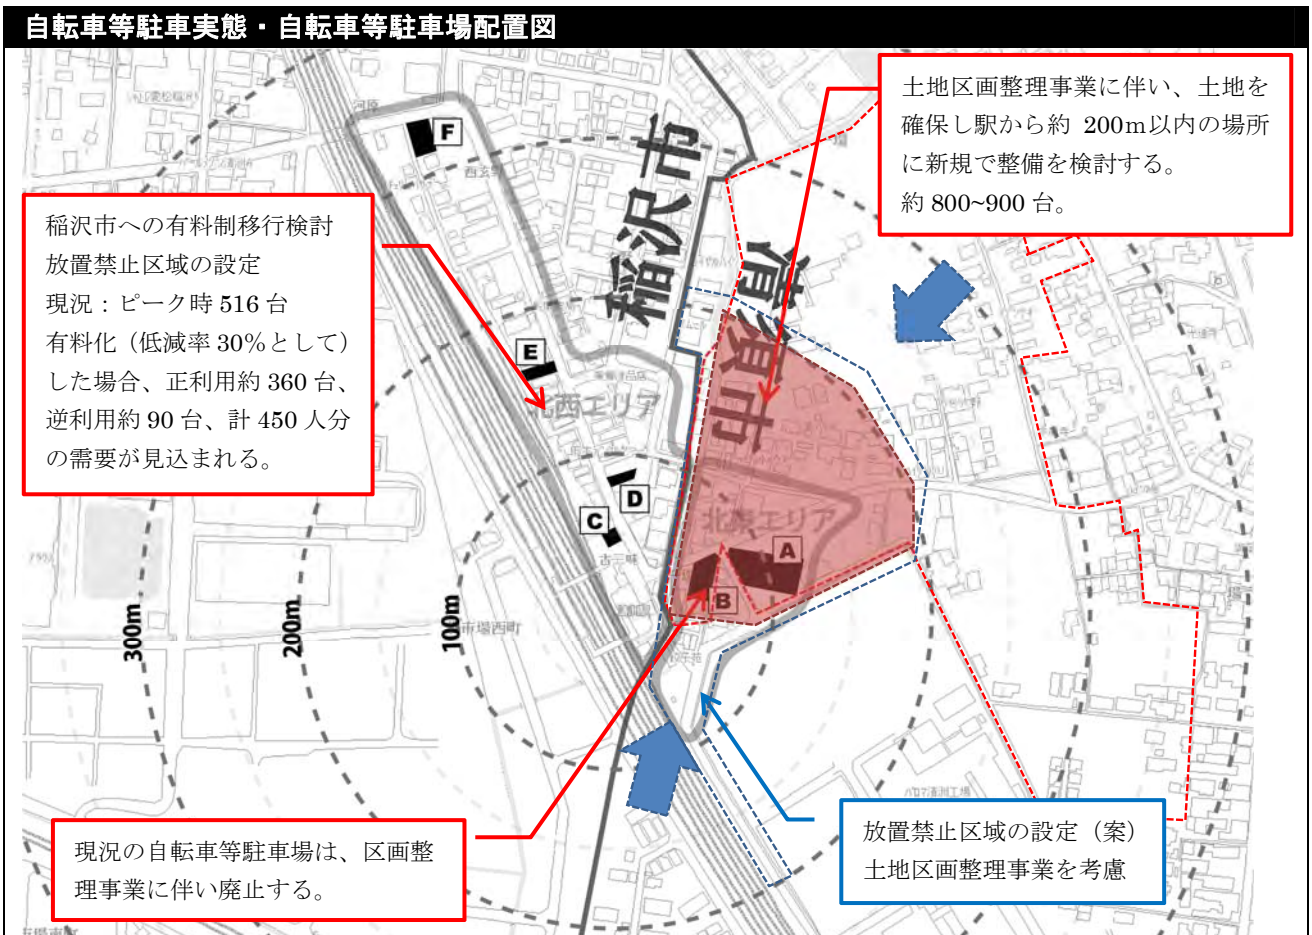 自転車等駐車実態・自転車等駐車場配置図
土地区画整理事業に伴い、土地を
確保し駅から約 200m以内の場所
に新規で整備を検討する。
約 800~900 台。
稲沢市への有料制移行検討
放置禁止区域の設定
現況：ピーク時 516 台
有料化（低減率 30%として）
した場合、正利用約 360 台、
逆利用約 90 台、計 450 人分
の需要が見込まれる。
稲沢市
F
E
北西エリア
D
C
北東エリア
A
B
300m
200m
100m
市場西町
現況の自転車等駐車場は、区画整
理事業に伴い廃止する。
放置禁止区域の設定（案）
土地区画整理事業を考慮